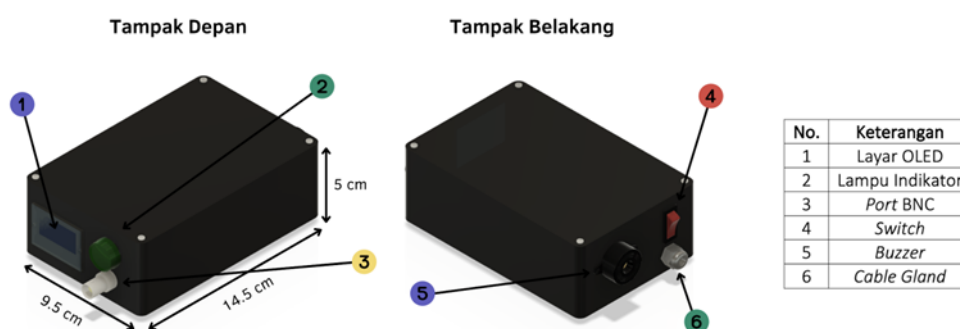 Tampak Depan
Tampak Belakang
1
2
3
5 cm
14.5 cm
9.5 cm
4
5
6
No. Keterangan
1 Layar OLED
2 Lampu Indikator
3 Port BNC
4 Switch
5 Buzzer
6 Cable Gland